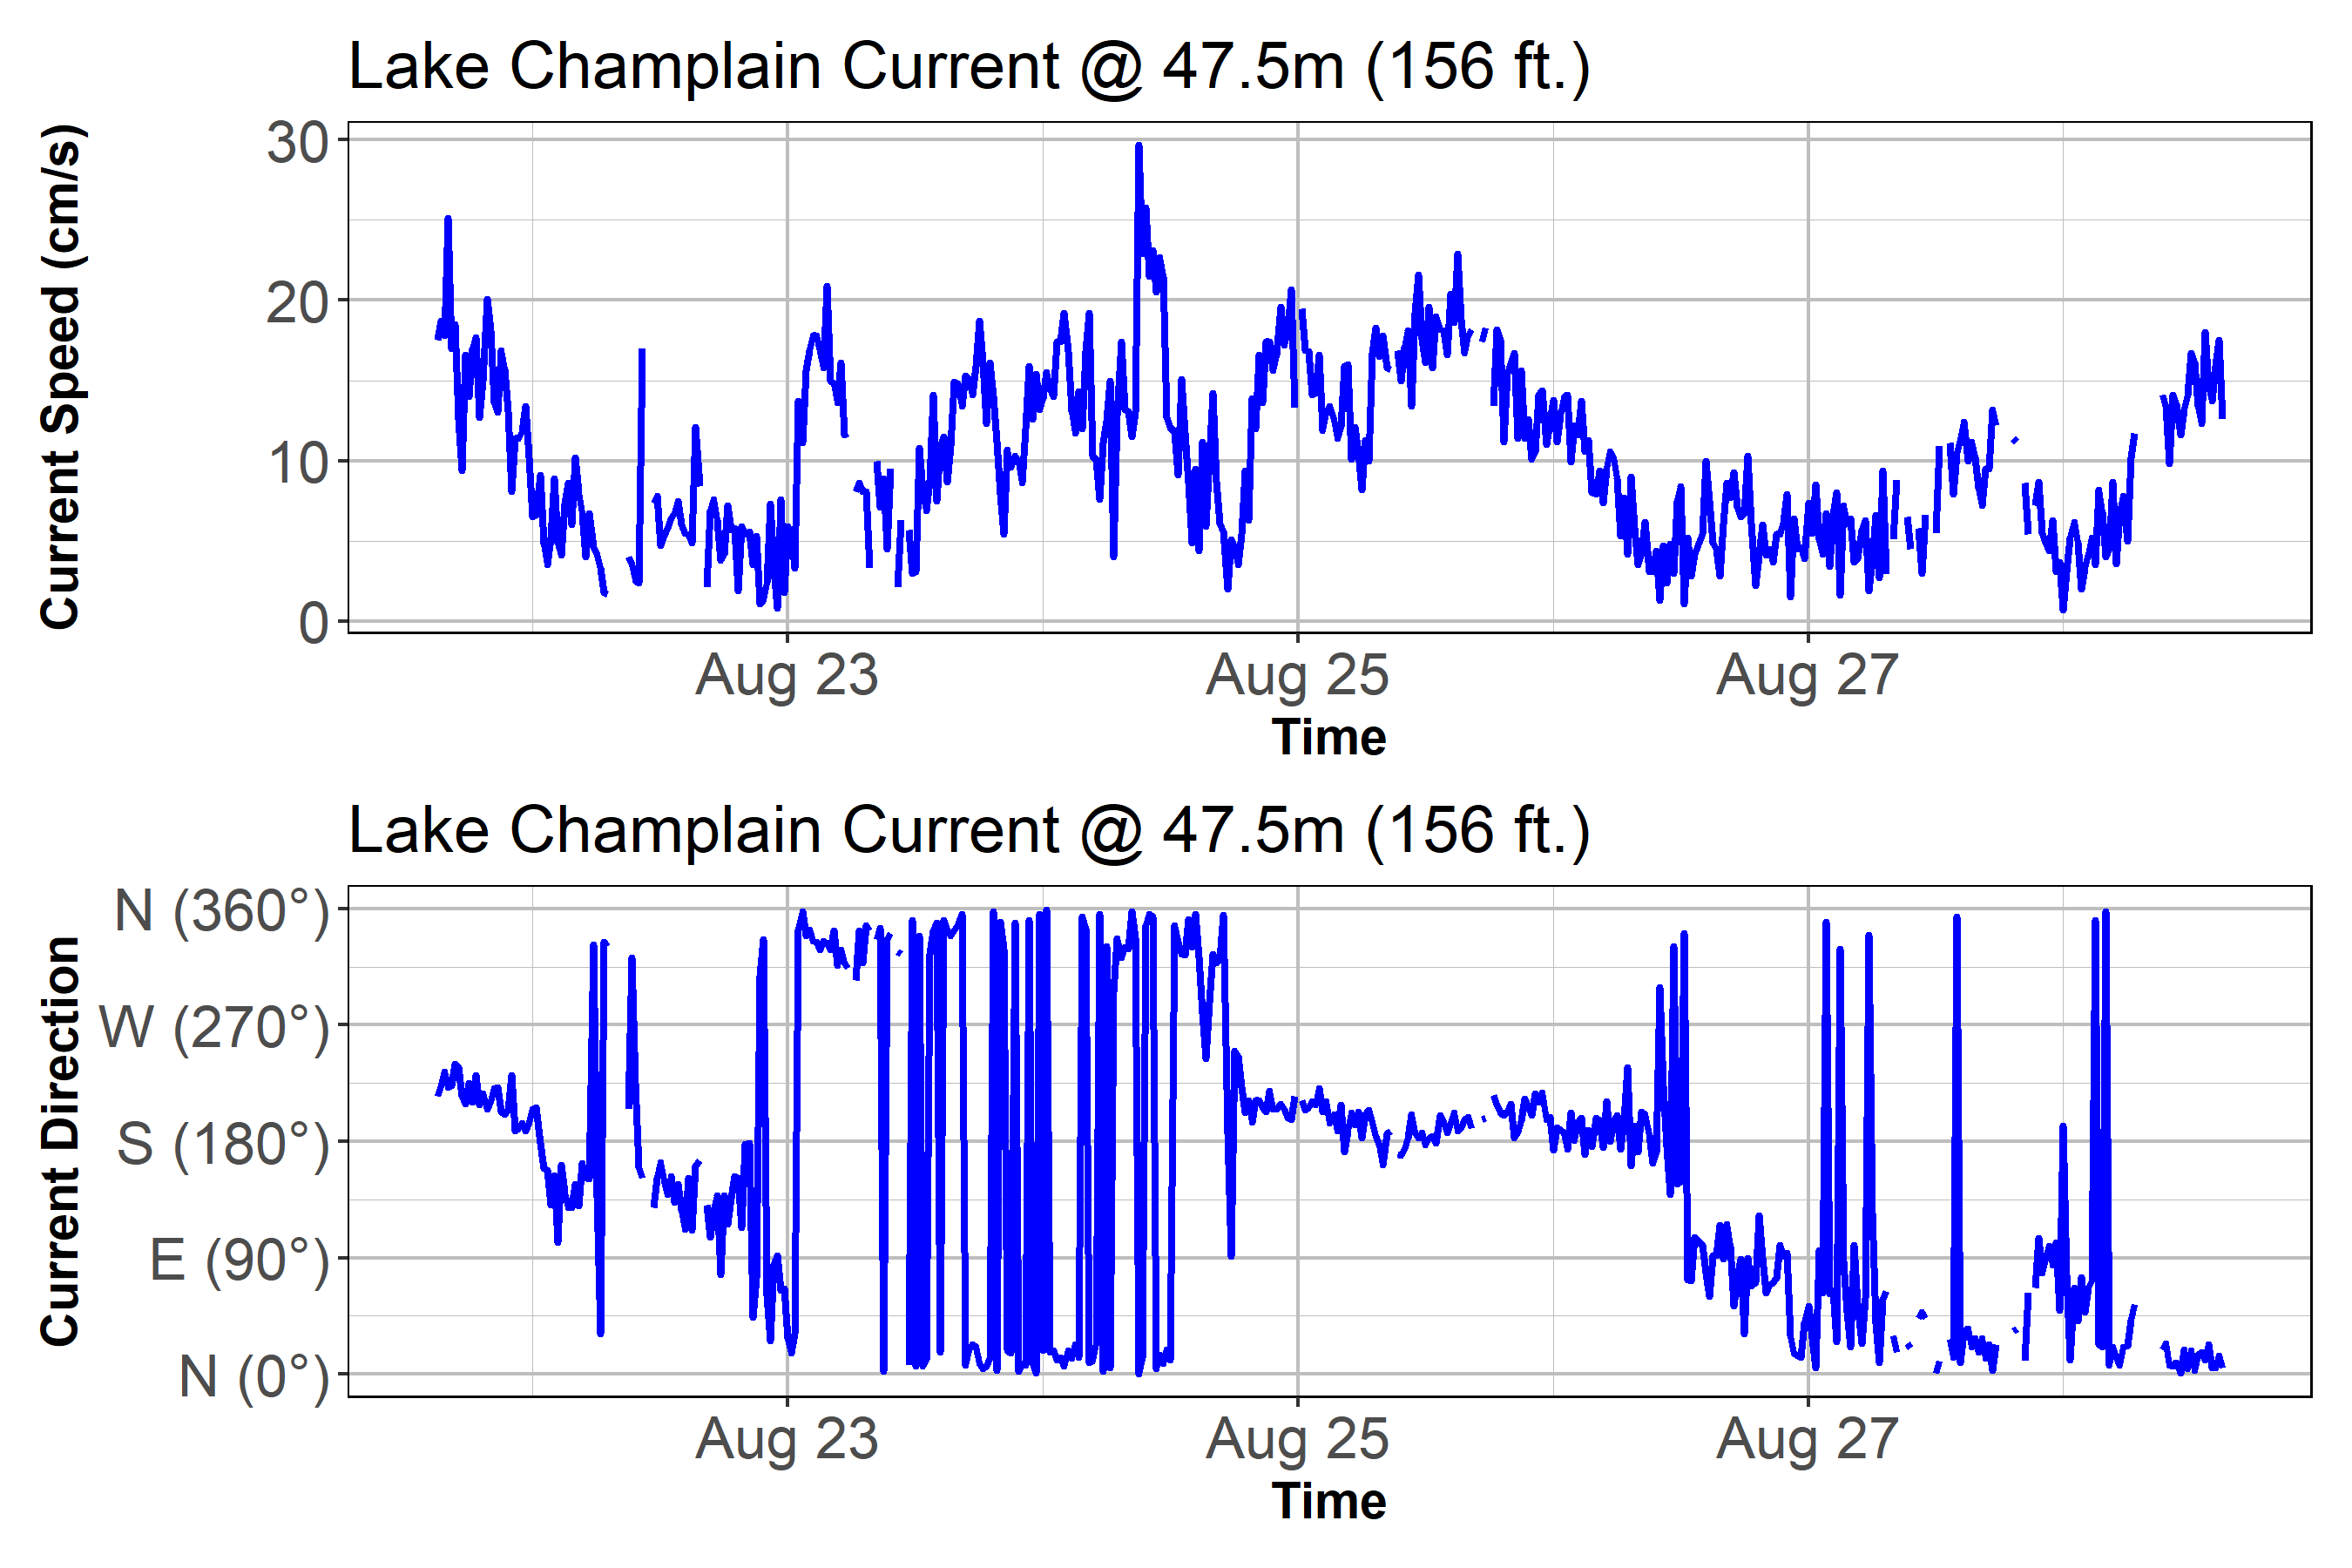 Lake Champlain Current @ 47.5m (156 ft.)
Current Speed (cm/s)
30
20
10
0
Aug 23 Aug 25 Aug 27
Time
Lake Champlain Current @ 47.5m (156 ft.)
Current Direction
N (360°)
W (270°)
S (180°)
E (90°)
N (0°)
Aug 23 Aug 25 Aug 27
Time